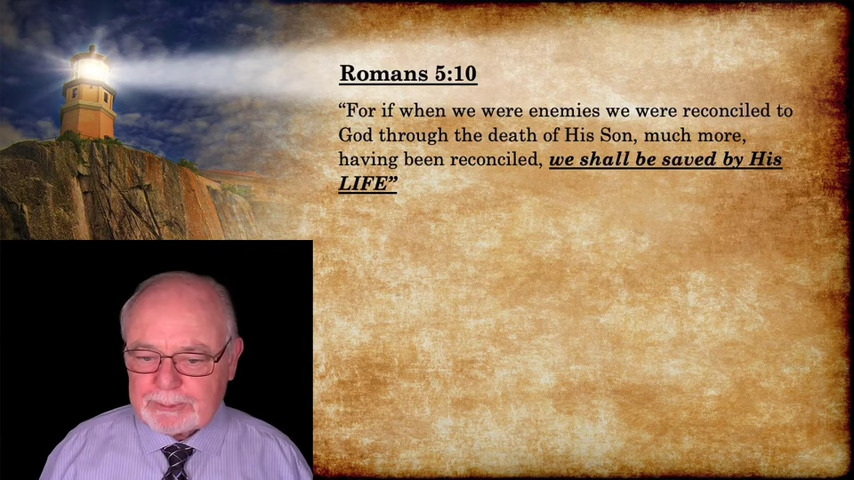 Romans 5:10
“For if when we were enemies we were reconciled to
God through the death of His Son, much more,
having been reconciled, we shall be saved by His
LIFE”